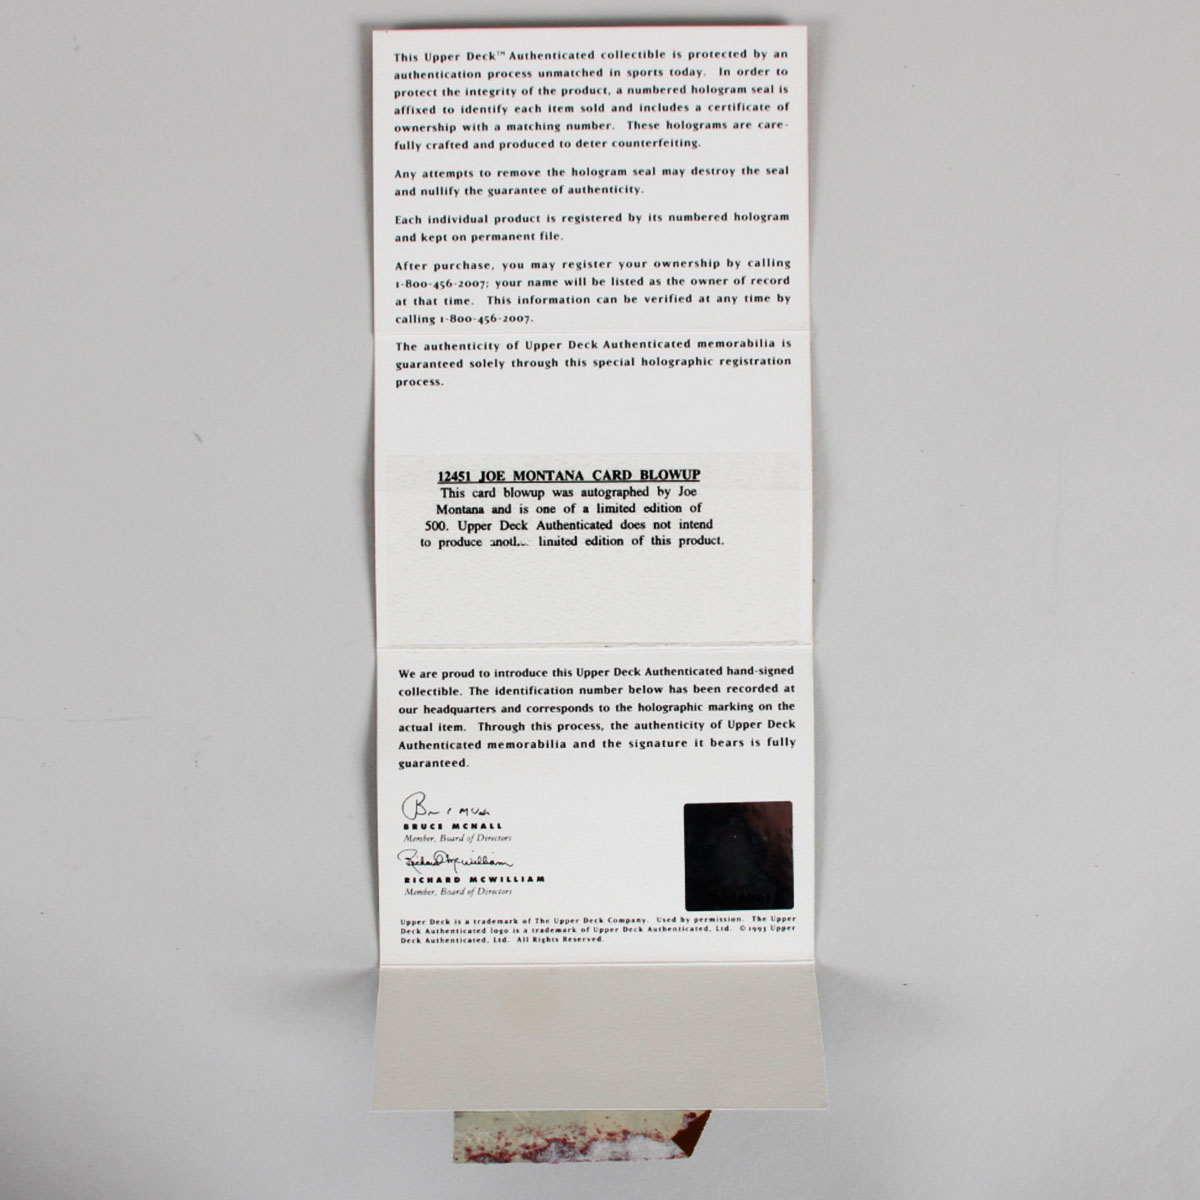 This Upper Deck™ Authenticated collectible is protected by an
authentication process unmatched in sports today. In order to
protect the integrity of the product, a numbered hologram seal is
affixed to identify each item sold and includes a certificate of
ownership with a matching number. These holograms are care-
fully crafted and produced to deter counterfeiting.
Any attempts to remove the hologram seal may destroy the seal
and nullify the guarantee of authenticity.
Each individual product is registered by its numbered hologram
and kept on permanent file.
After purchase, you may register your ownership by calling
1-800-456-2007; your name will be listed as the owner of record
at that time. This information can be verified at any time by
calling 1-800-456-2007.
The authenticity of Upper Deck Authenticated memorabilia is
guaranteed solely through this special holographic registration
process.
12451 JOE MONTANA CARD BLOWUP
This card blowup was autographed by Joe
Montana and is one of a limited edition of
500. Upper Deck Authenticated does not intend
to produce limited edition of this product.
We are proud to introduce this Upper Deck Authenticated hand-signed
collectible. The identification number below has been recorded at
our headquarters and corresponds to the holographic marking on the
actual item. Through this process, the authenticity of Upper Deck
Authenticated memorabilia and the signature it bears is fully
guaranteed.
BRUCE MCNALL
Member, Board of Directors
Richard McWilliam
RICHARD MCWILLIAM
Member, Board of Directors
Upper Deck is a trademark of The Upper Deck Company. Used by permission. The Upper
Deck Authenticated logo is a trademark of Upper Deck Authenticated, Ltd. © 1993 Upper
Deck Authenticated, Ltd. All Rights Reserved.